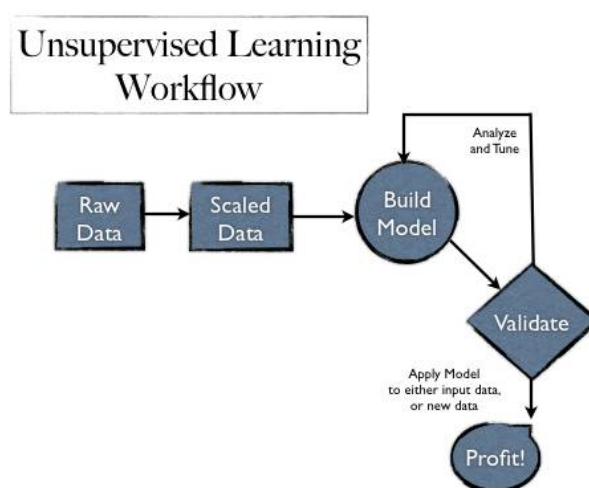 Unsupervised Learning
Workflow
Analyze
and Tune
Raw
Data
Scaled
Data
Build
Model
Validate
Apply Model
to either input data,
or new data
Profit!